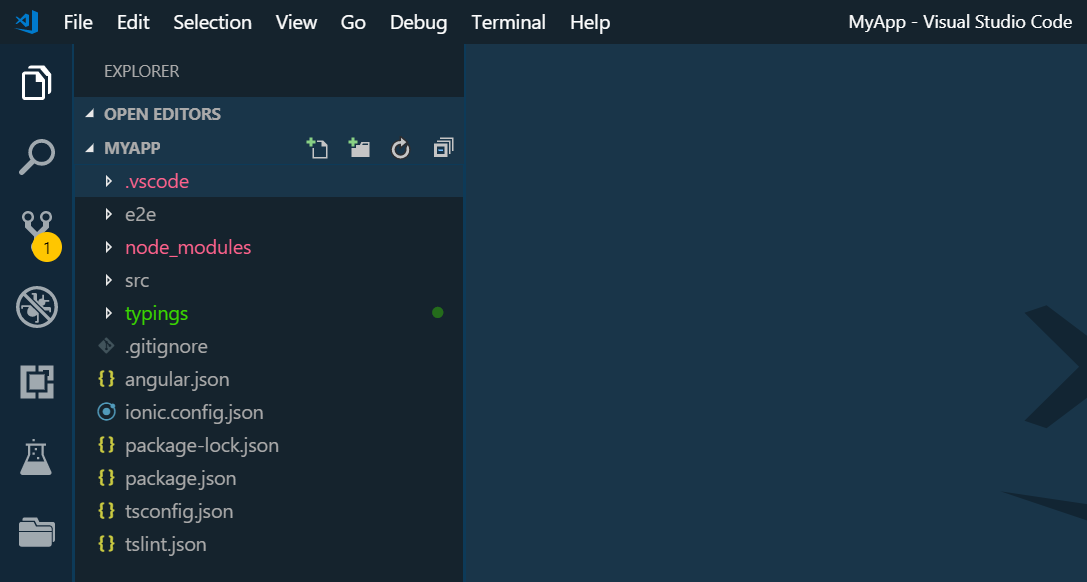 File Edit Selection View Go Debug Terminal Help MyApp - Visual Studio Code
EXPLORER
OPEN EDITORS
MYAPP
.vscode
e2e
node_modules
1
src
typings
.gitignore
{} angular.json
ionic.config.json
{} package-lock.json
{} package.json
{} tsconfig.json
{} tslint.json